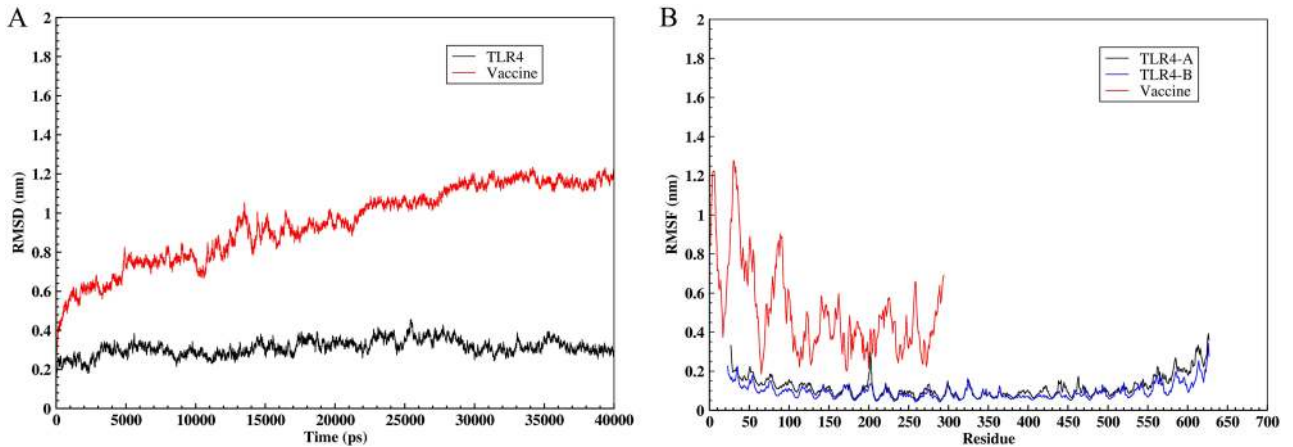 A
2
1.8
1.6
1.4
1.2
1
0.8
0.6
0.4
0.2
0
RMSD (nm)
TLR4
Vaccine
0 5000 10000 15000 20000 25000 30000 35000 40000
Time (ps)
B
2
1.8
1.6
1.4
1.2
1
0.8
0.6
0.4
0.2
0
RMSF (nm)
TLR4-A
TLR4-B
Vaccine
0 50 100 150 200 250 300 350 400 450 500 550 600 650 700
Residue